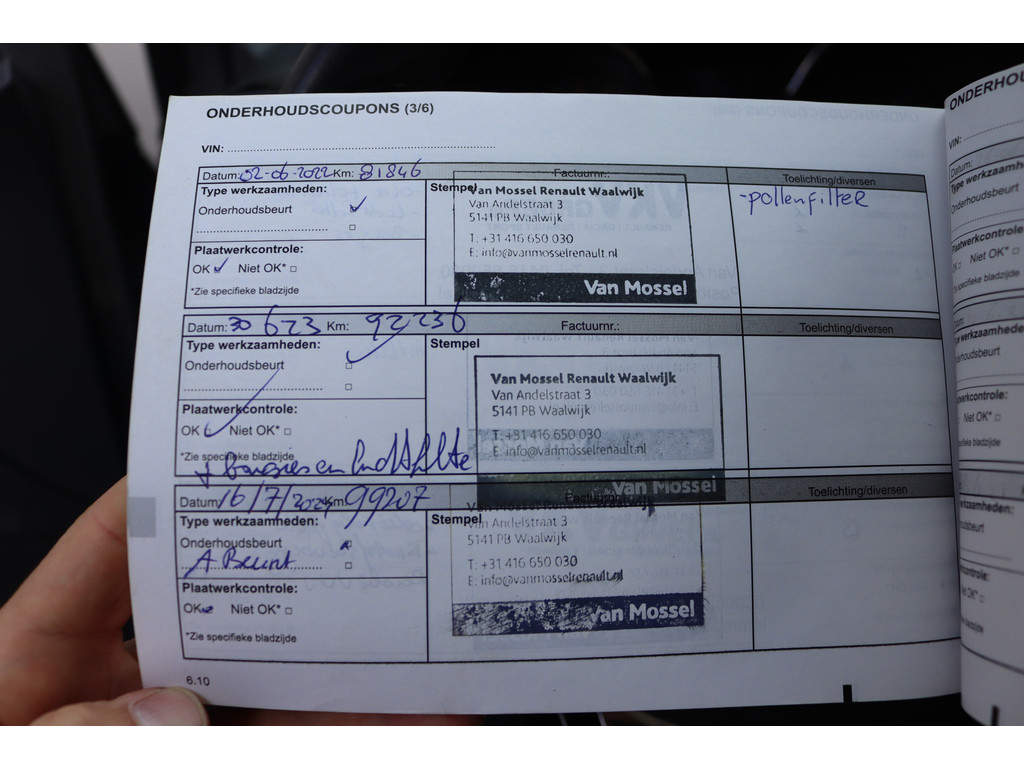 ONDERHOUDSCOUPONS (3/6)
VIN:
Datum: 02-06-2022 Km: 81846 Factuurnr.: Toelichting/diversen
Type werkzaamheden:
Onderhoudsbeurt
Plaatwerkcontrole:
OK Niet OK*
*Zie specifieke bladzijde
Stempel
Van Mossel Renault Waalwijk
Van Andelstraat 3
5141 PB Waalwijk
T: +31 416 650 030
E: info@vanmosselrenault.nl
Van Mossel
-pollenfilter
Datum: 30 6 23 Km: 92236 Factuurnr.: Toelichting/diversen
Type werkzaamheden:
Onderhoudsbeurt
Plaatwerkcontrole:
OK Niet OK*
*Zie specifieke bladzijde
Stempel
Van Mossel Renault Waalwijk
Van Andelstraat 3
5141 PB Waalwijk
T: +31 416 650 030
E: info@vanmosselrenault.nl
Van Mossel
Datum 16/7/2024 Km 99207 Factuurnr. Toelichting/diversen
Type werkzaamheden:
Onderhoudsbeurt
A Beurt
Plaatwerkcontrole:
OK Niet OK*
*Zie specifieke bladzijde
Stempel
Van Andelstraat 3
5141 PB Waalwijk
T: +31 416 650 030
E: info@vanmosselrenault.nl
Van Mossel
6.10
ONDERHOU
VIN:
Datum:
Type werkzaamhe
Onderhoudsbeurt
Plaatwerkcontrole:
Niet OK*